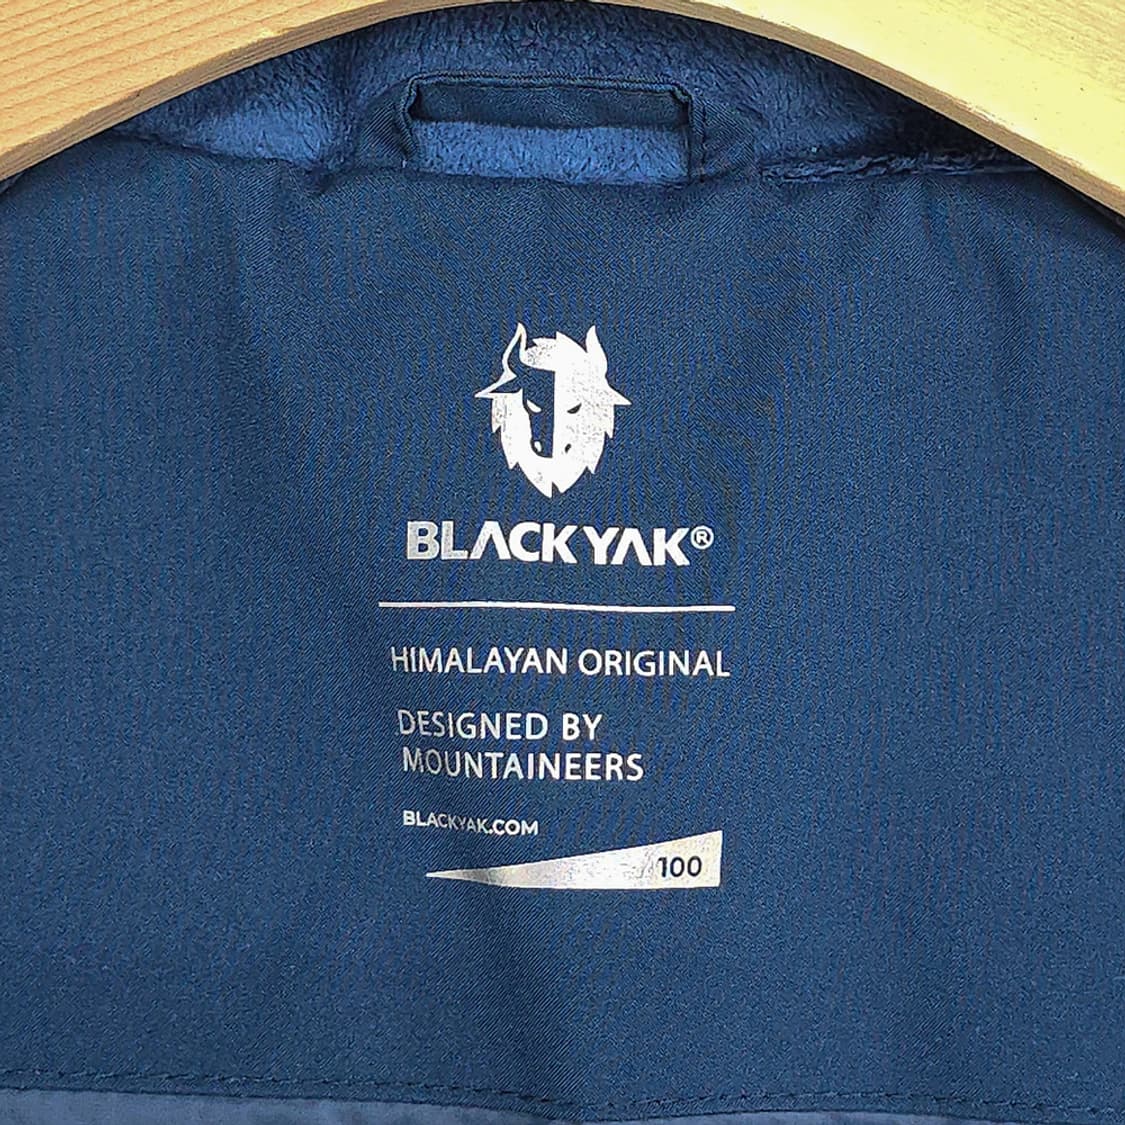 BLACKYAK®
HIMALAYAN ORIGINAL
DESIGNED BY
MOUNTAINEERS
BLACKYAK.COM
100